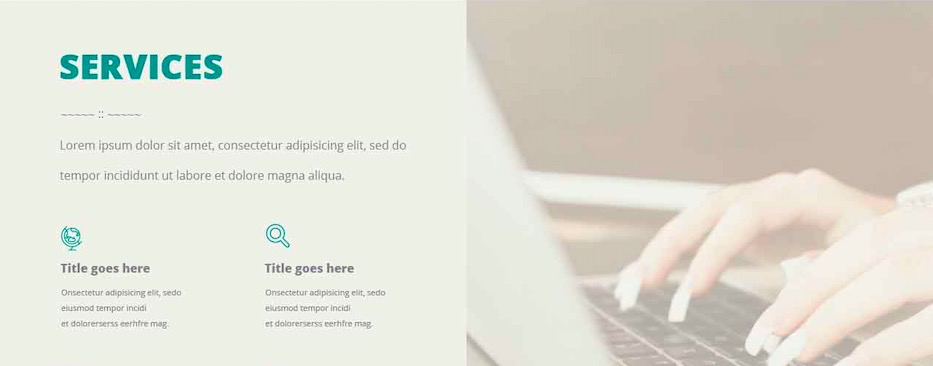 SERVICES
~~~~~ :: ~~~~~
Lorem ipsum dolor sit amet, consectetur adipisicing elit, sed do
tempor incididunt ut labore et dolore magna aliqua.
Title goes here
Onsectetur adipisicing elit, sedo
eiusmod tempor incidi
et dolorerserss eerhfre mag.
Title goes here
Onsectetur adipisicing elit, sedo
eiusmod tempor incidi
et dolorerserss eerhfre mag.